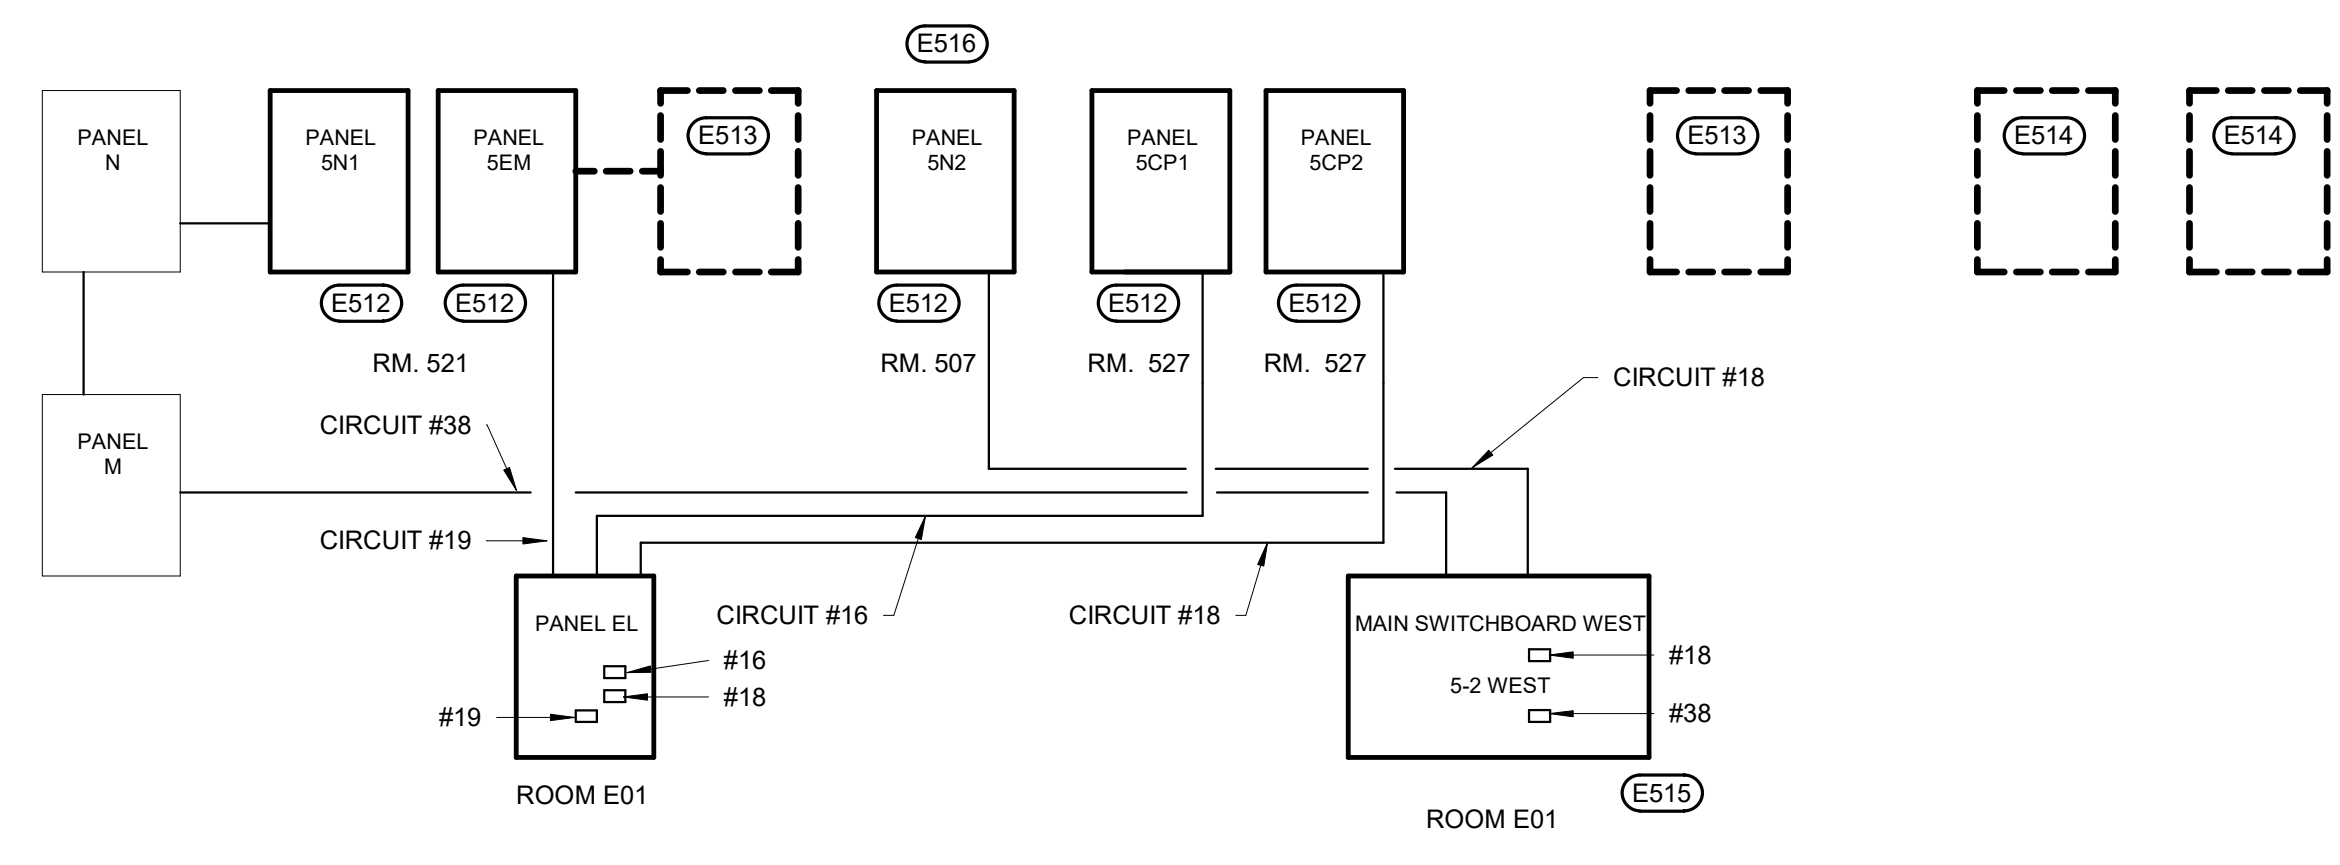 E516
PANEL
N
PANEL
5N1
PANEL
5EM
E513
PANEL
5N2
PANEL
5CP1
PANEL
5CP2
E513
E514
E514
E512
E512
E512
E512
E512
RM. 521
RM. 507
RM. 527
RM. 527
CIRCUIT #18
CIRCUIT #38
PANEL
M
CIRCUIT #19
CIRCUIT #16
CIRCUIT #18
PANEL EL
#16
#18
#19
ROOM E01
MAIN SWITCHBOARD WEST
#18
5-2 WEST
#38
E515
ROOM E01